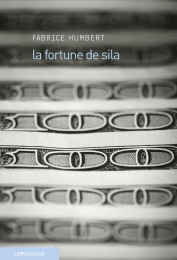 FABRICE HUMBERT
la fortune de sila
LE PASSAGE